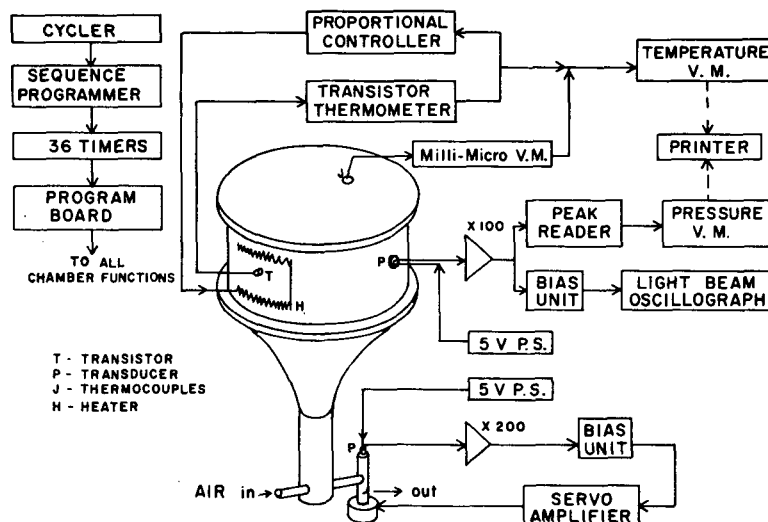 CYCLER
SEQUENCE
PROGRAMMER
36 TIMERS
PROGRAM
BOARD
TO ALL
CHAMBER FUNCTIONS
PROPORTIONAL
CONTROLLER
TRANSISTOR
THERMOMETER
Milli-Micro V.M.
TEMPERATURE
V. M.
PRINTER
PRESSURE
V. M.
PEAK
READER
X 100
BIAS
UNIT
LIGHT BEAM
OSCILLOGRAPH
5 V P.S.
J
T
H
P
T - TRANSISTOR
P - TRANSDUCER
J - THERMOCOUPLES
H - HEATER
5 V P.S.
P
X 200
BIAS
UNIT
SERVO
AMPLIFIER
AIR in
out